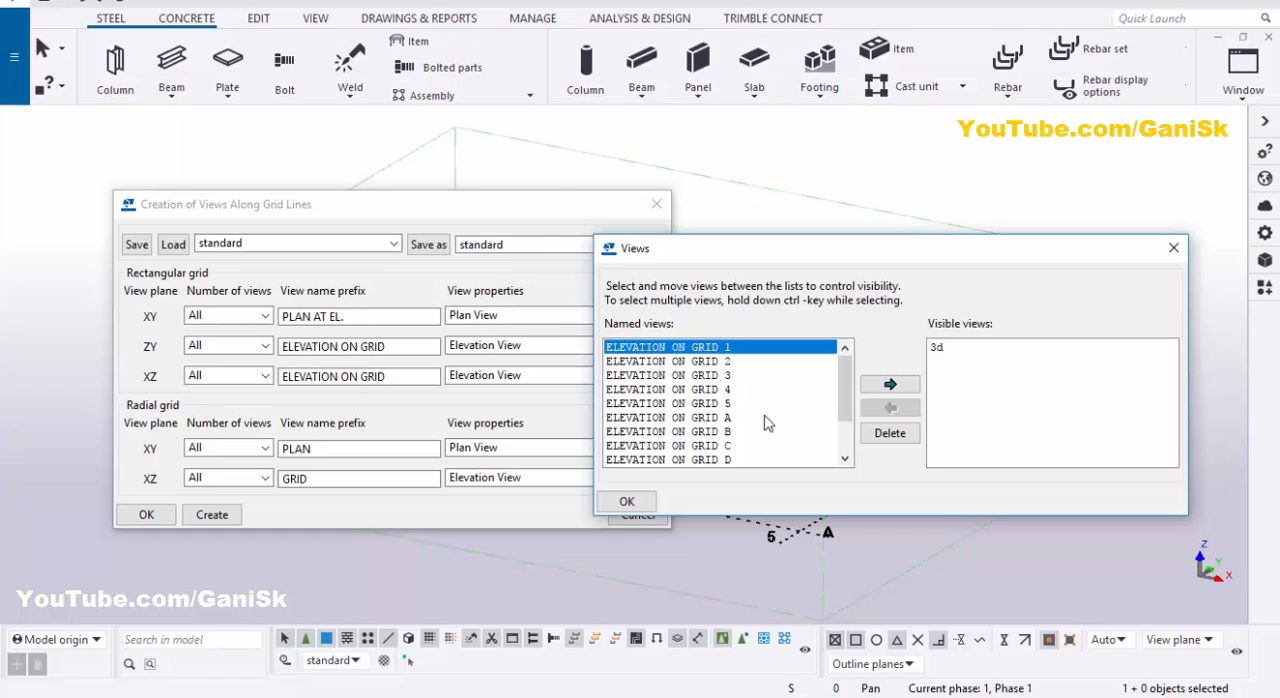 STEEL CONCRETE EDIT VIEW DRAWINGS & REPORTS MANAGE ANALYSIS & DESIGN TRIMBLE CONNECT Quick Launch
Item
Bolted parts
Assembly
Column Beam Plate Bolt Weld
Column Beam Panel Slab Footing
Item
Cast unit
Rebar
Rebar set
Rebar display
options
Window
YouTube.com/GaniSk
Creation of Views Along Grid Lines
Save Load standard Save as standard
Rectangular grid
View plane Number of views View name prefix View properties
XY All PLAN AT EL. Plan View
ZY All ELEVATION ON GRID Elevation View
XZ All ELEVATION ON GRID Elevation View
Radial grid
View plane Number of views View name prefix View properties
XY All PLAN Plan View
XZ All GRID Elevation View
OK Create Cancel
Views
Select and move views between the lists to control visibility.
To select multiple views, hold down ctrl -key while selecting.
Named views: Visible views:
ELEVATION ON GRID 1
ELEVATION ON GRID 2
ELEVATION ON GRID 3
ELEVATION ON GRID 4
ELEVATION ON GRID 5
ELEVATION ON GRID A
ELEVATION ON GRID B
ELEVATION ON GRID C
ELEVATION ON GRID D
3d
Delete
OK
5 A
Z
Y
X
YouTube.com/GaniSk
Model origin Search in model
standard
Auto View plane
Outline planes
S 0 Pan Current phase: 1, Phase 1 1 + 0 objects selected